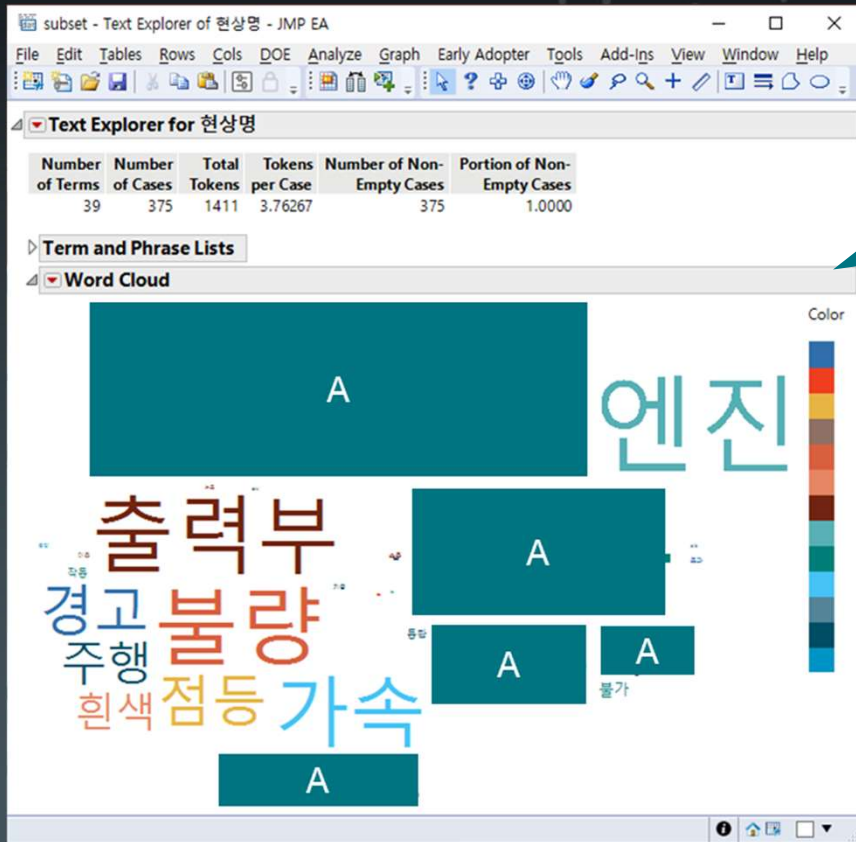 subset - Text Explorer of 현상명 - JMP EA
File Edit Tables Rows Cols DOE Analyze Graph Early Adopter Tools Add-Ins View Window Help
Text Explorer for 현상명
Number of Terms Number of Cases Total Tokens Tokens per Case Number of Non-Empty Cases Portion of Non-Empty Cases
39 375 1411 3.76267 375 1.0000
Term and Phrase Lists
Word Cloud
Color
A
엔진
출력부
A
작동
경고 불량
주행
A
A
불가
흰색 점등 가속
A